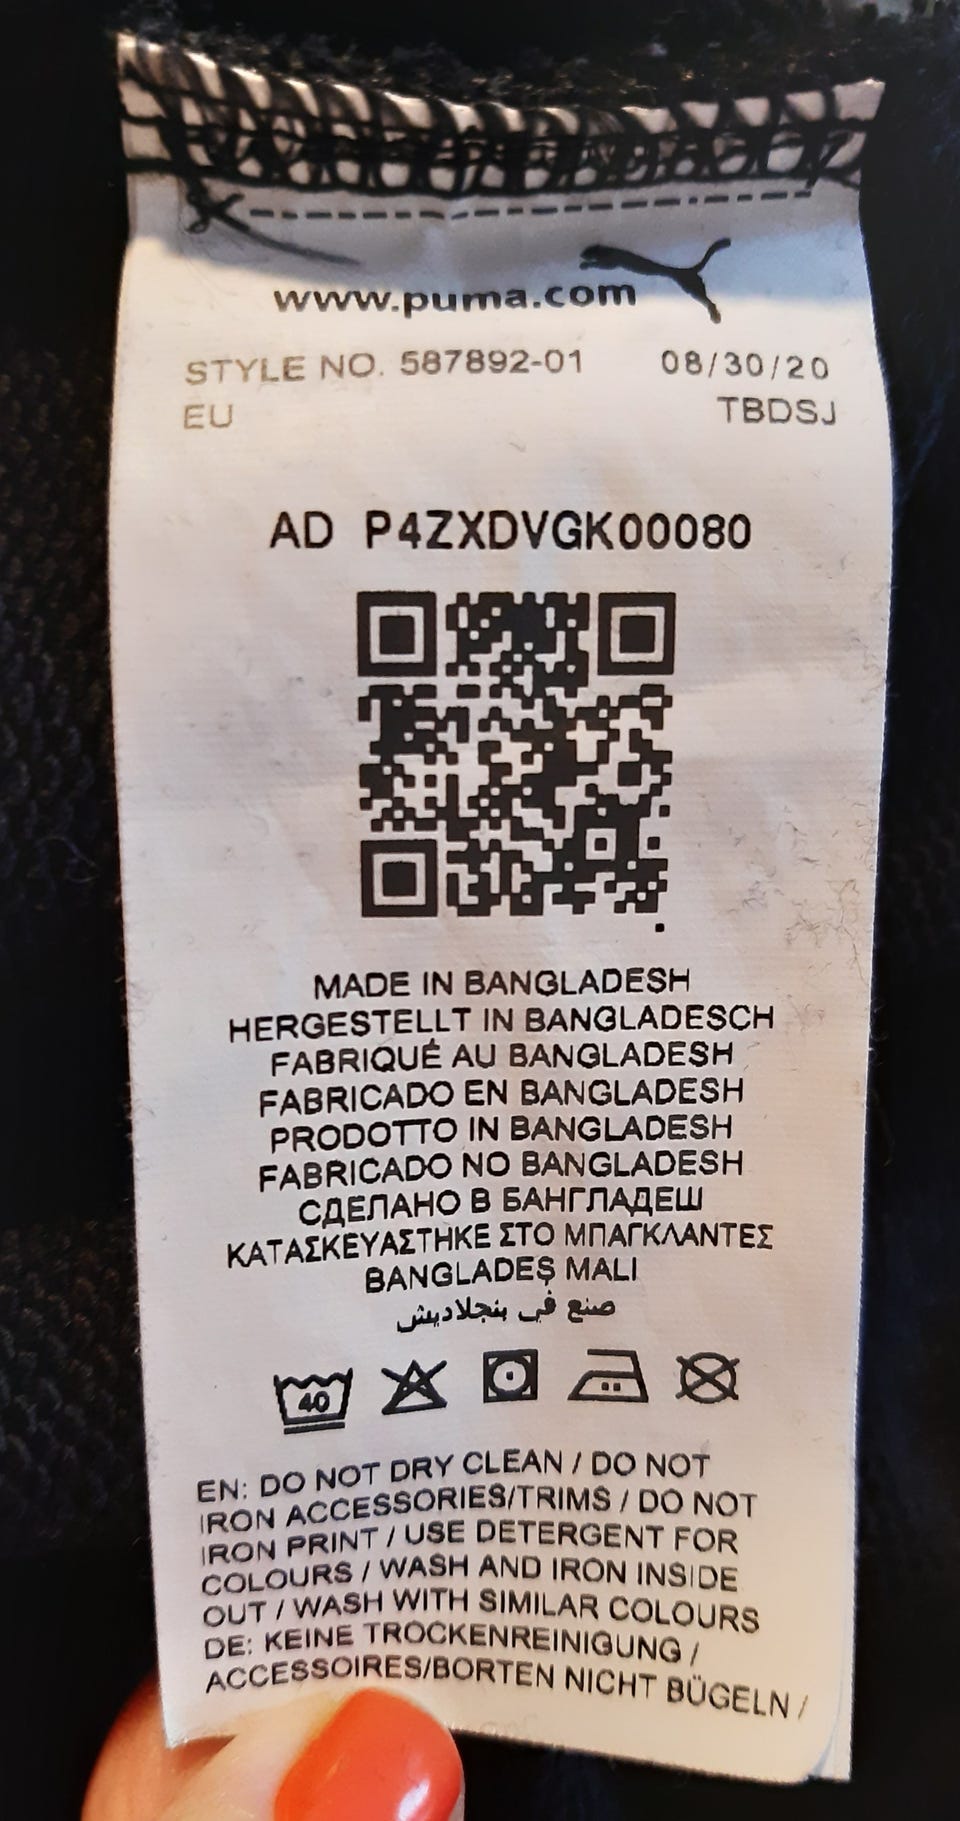 www.puma.com
STYLE NO. 587892-01 08/30/20
EU TBDSJ
AD P4ZXDVGK00080
MADE IN BANGLADESH
HERGESTELLT IN BANGLADESCH
FABRIQUÉ AU BANGLADESH
FABRICADO EN BANGLADESH
PRODOTTO IN BANGLADESH
FABRICADO NO BANGLADESH
СДЕЛАНО В БАНГЛАДЕШ
ΚΑΤΑΣΚΕΥΑΣΤΗΚΕ ΣΤΟ ΜΠΑΓΚΛΑΝΤΕΣ
BANGLADEŞ MALI
صنع في بنجلاديش
40
EN: DO NOT DRY CLEAN / DO NOT
IRON ACCESSORIES/TRIMS / DO NOT
IRON PRINT / USE DETERGENT FOR
COLOURS / WASH AND IRON INSIDE
OUT / WASH WITH SIMILAR COLOURS
DE: KEINE TROCKENREINIGUNG /
ACCESSOIRES/BORTEN NICHT BÜGELN /